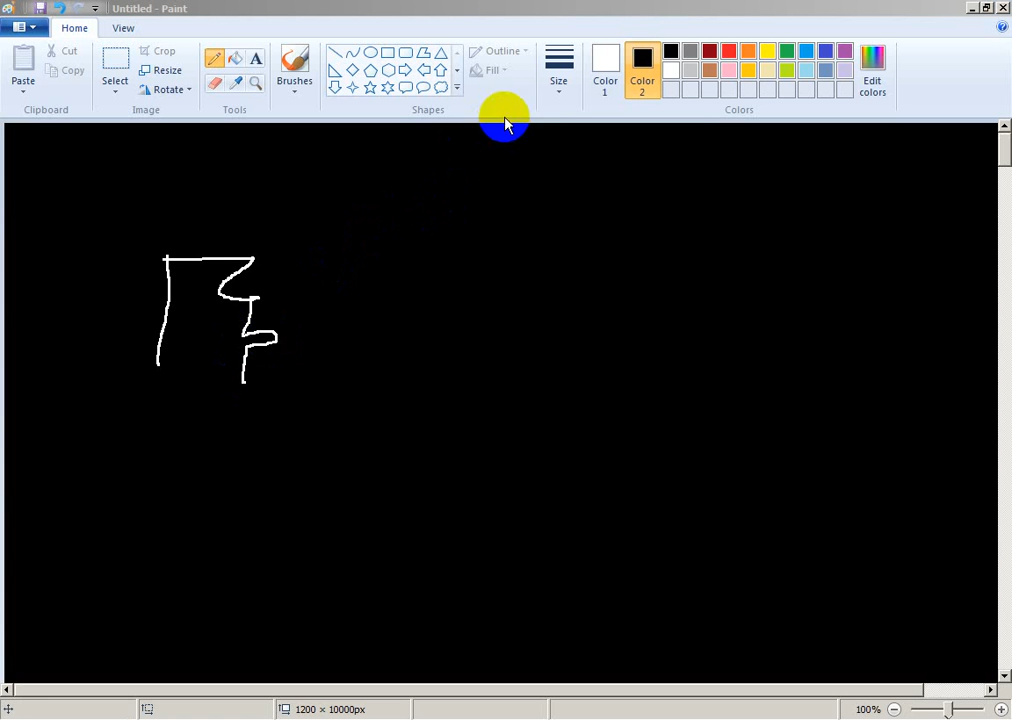 Untitled - Paint
Home
View
Paste
Cut
Copy
Clipboard
Select
Crop
Resize
Rotate
Image
Tools
Brushes
Shapes
Outline
Fill
Size
Color
1
Color
2
Edit
colors
Colors
1200 × 10000px
100%